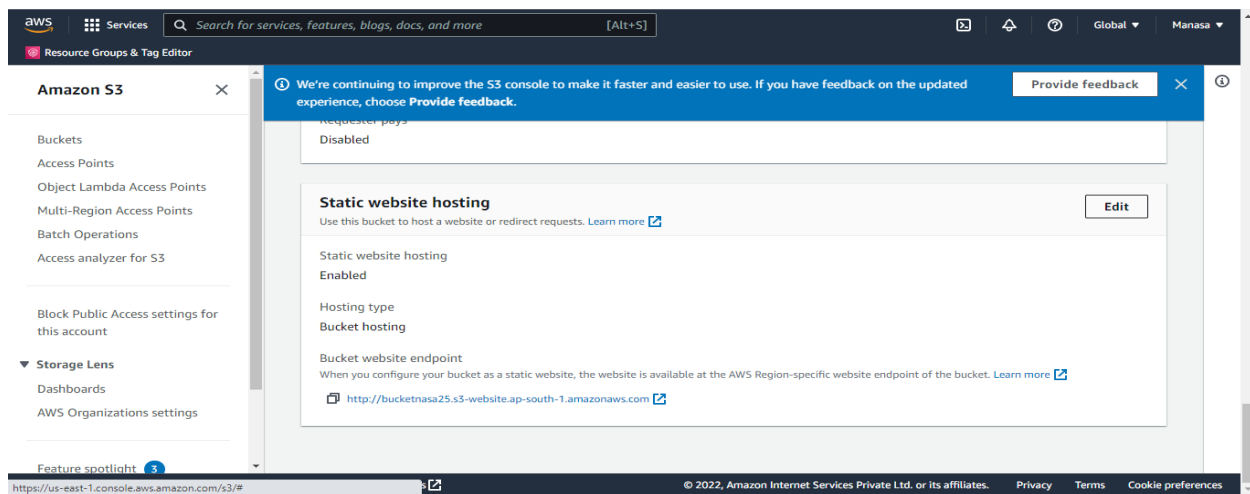 aws
Services
Search for services, features, blogs, docs, and more
[Alt+S]
Global
Manasa
Resource Groups & Tag Editor
Amazon S3
Buckets
Access Points
Object Lambda Access Points
Multi-Region Access Points
Batch Operations
Access analyzer for S3
Block Public Access settings for
this account
Storage Lens
Dashboards
AWS Organizations settings
Feature spotlight 3
We're continuing to improve the S3 console to make it faster and easier to use. If you have feedback on the updated
experience, choose Provide feedback.
Provide feedback
Requester pays
Disabled
Static website hosting
Use this bucket to host a website or redirect requests. Learn more
Edit
Static website hosting
Enabled
Hosting type
Bucket hosting
Bucket website endpoint
When you configure your bucket as a static website, the website is available at the AWS Region-specific website endpoint of the bucket. Learn more
http://bucketnasa25.s3-website.ap-south-1.amazonaws.com
https://us-east-1.console.aws.amazon.com/s3/#
s
© 2022, Amazon Internet Services Private Ltd. or its affiliates.
Privacy
Terms
Cookie preferences